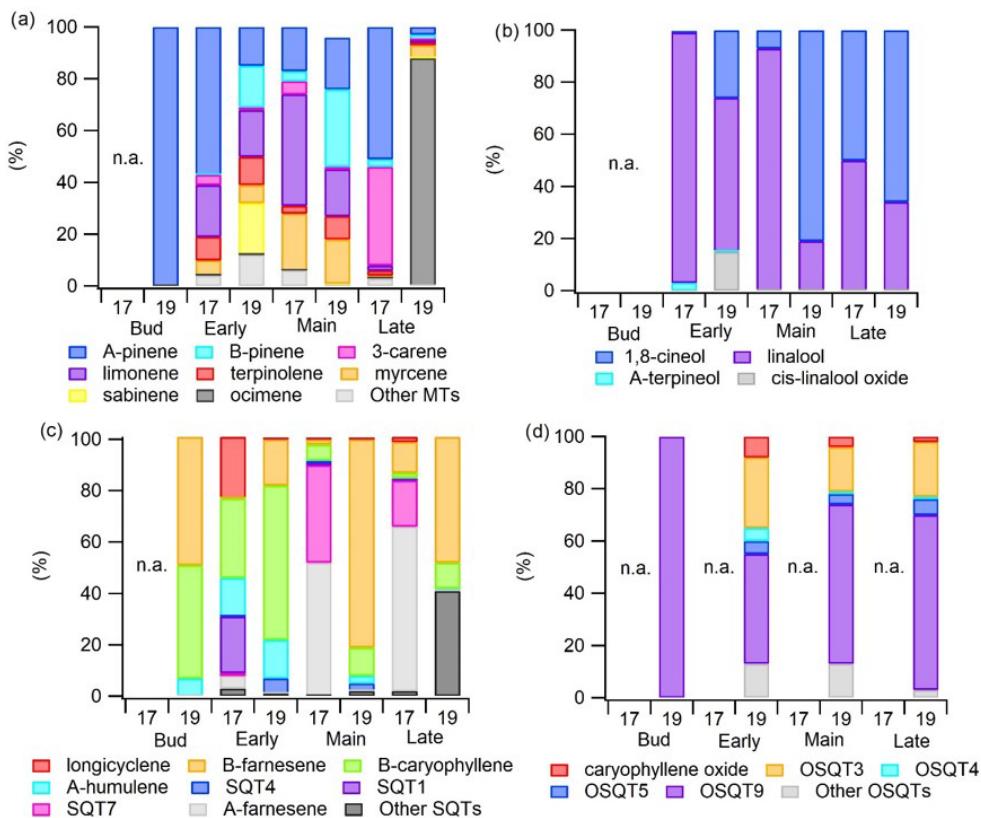 (a)
100
80
60
40
20
0
(%)
n.a.
17 19 17 19 17 19 17 19
Bud Early Main Late
A-pinene B-pinene 3-carene
limonene terpinolene myrcene
sabinene ocimene Other MTs
(b)
100
80
60
40
20
0
(%)
n.a.
17 19 17 19 17 19 17 19
Bud Early Main Late
1,8-cineol linalool
A-terpineol cis-linalool oxide
(c)
100
80
60
40
20
0
(%)
n.a.
17 19 17 19 17 19 17 19
Bud Early Main Late
longicyclene B-farnesene B-caryophyllene
A-humulene SQT4 SQT1
SQT7 A-farnesene Other SQTs
(d)
100
80
60
40
20
0
(%)
n.a. n.a. n.a. n.a.
17 19 17 19 17 19 17 19
Bud Early Main Late
caryophyllene oxide OSQT3 OSQT4
OSQT5 OSQT9 Other OSQTs